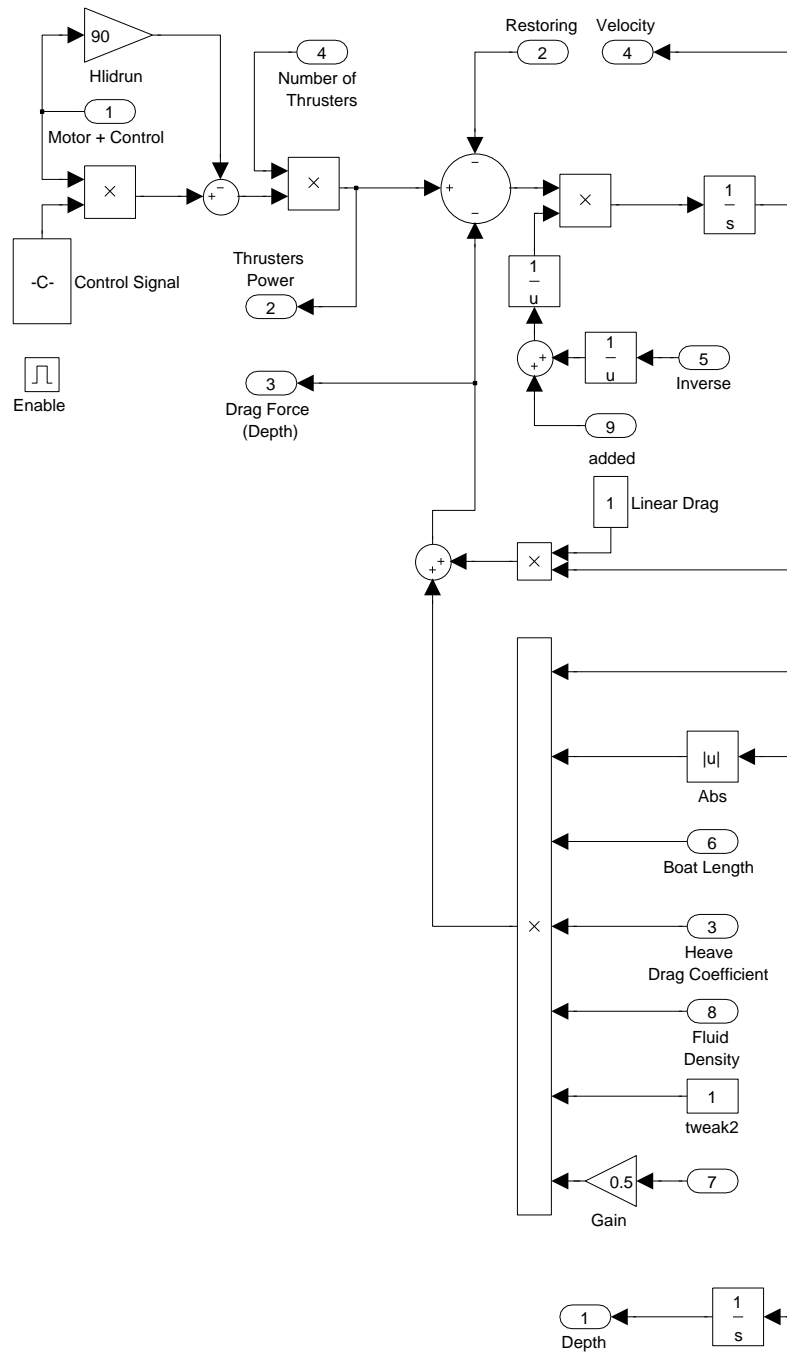 90
Hlidrun
1
Motor + Control
×
-C-
Control Signal
Enable
−
+
4
Number of
Thrusters
×
Thrusters
Power
2
3
Drag Force
(Depth)
Restoring
2
−
+
−
Velocity
4
×
1
s
1
u
+
+
1
u
5
Inverse
9
added
1
Linear Drag
×
+
+
×
|u|
Abs
6
Boat Length
3
Heave
Drag Coefficient
8
Fluid
Density
1
tweak2
0.5
Gain
7
1
Depth
1
s